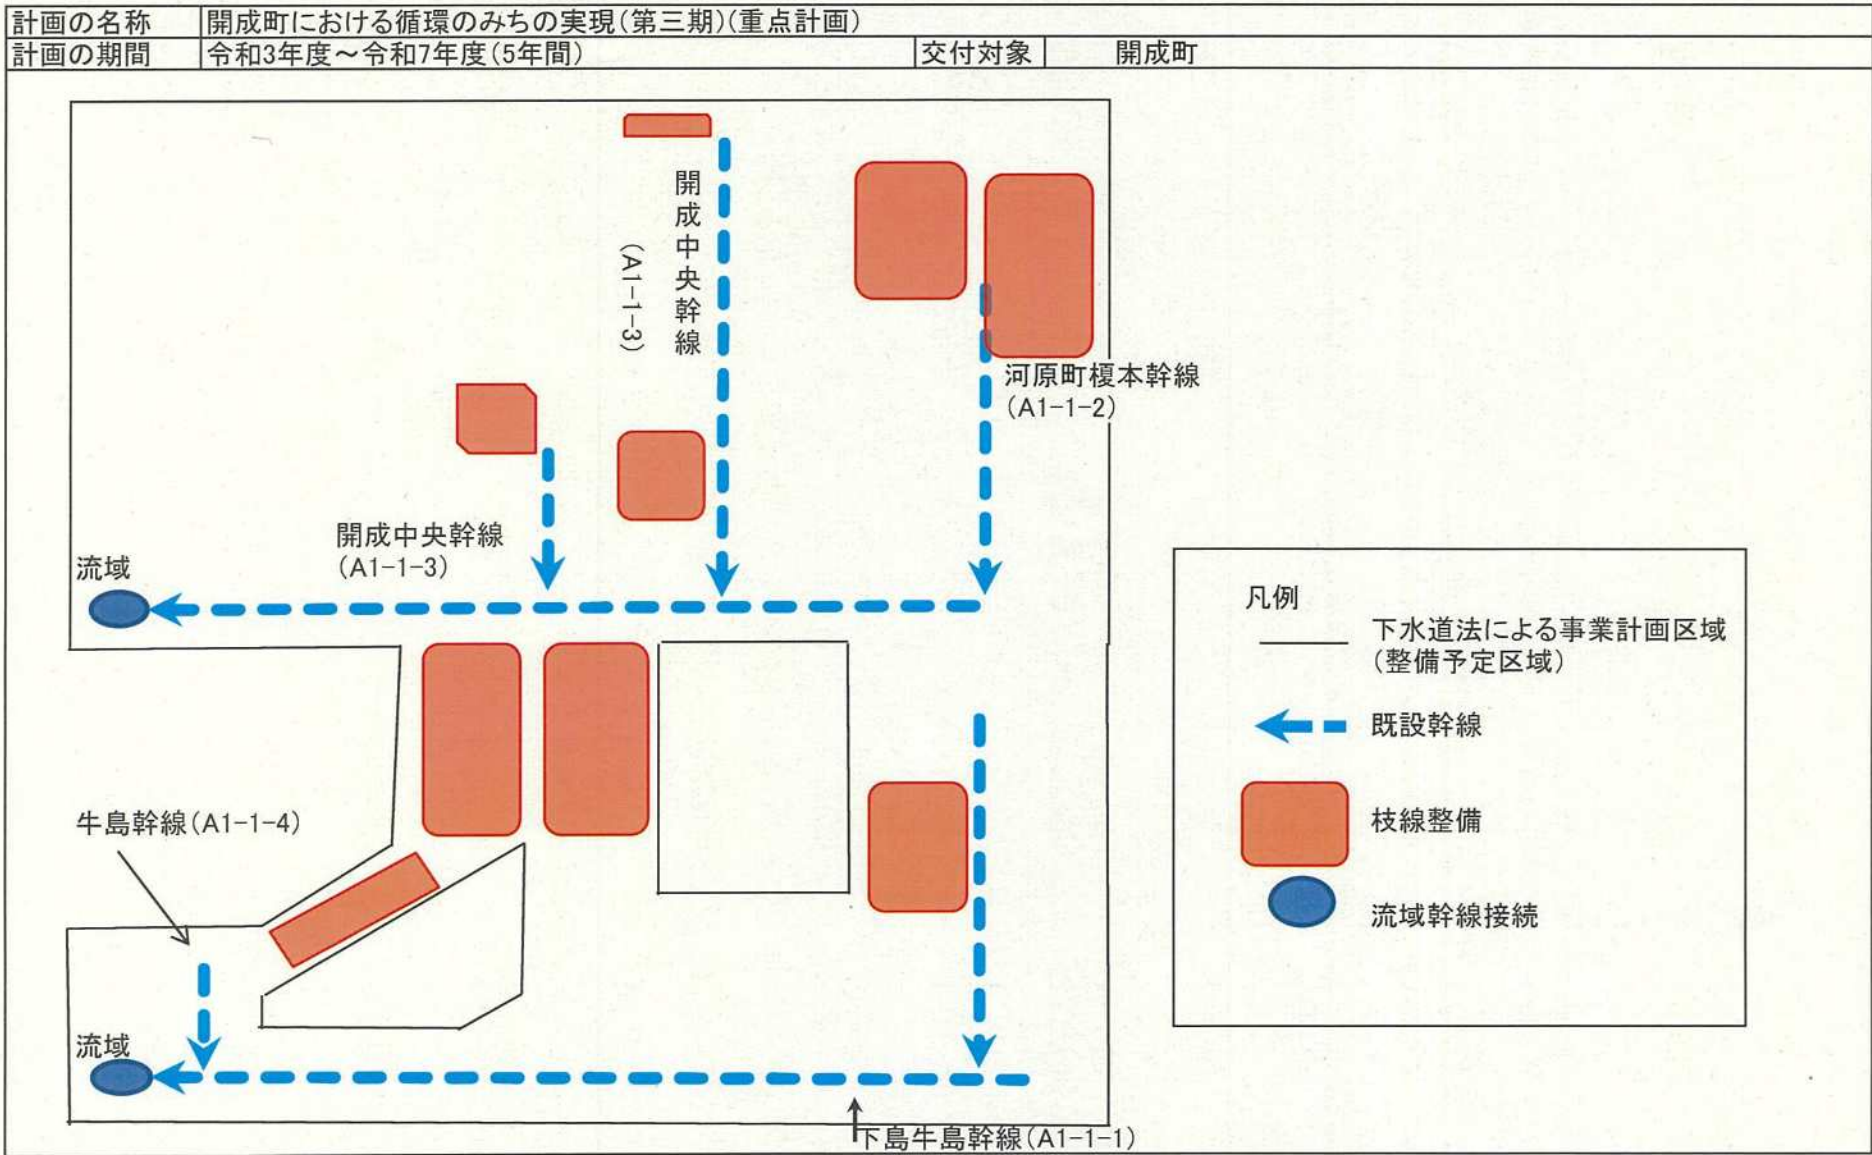 計画の名称 開成町における循環のみちの実現(第三期)(重点計画)
計画の期間 令和3年度～令和7年度(5年間) 交付対象 開成町
開成中央幹線
(A1-1-3)
河原町榎本幹線
(A1-1-2)
開成中央幹線
(A1-1-3)
流域
牛島幹線(A1-1-4)
流域
下島牛島幹線(A1-1-1)
凡例
下水道法による事業計画区域
(整備予定区域)
既設幹線
枝線整備
流域幹線接続